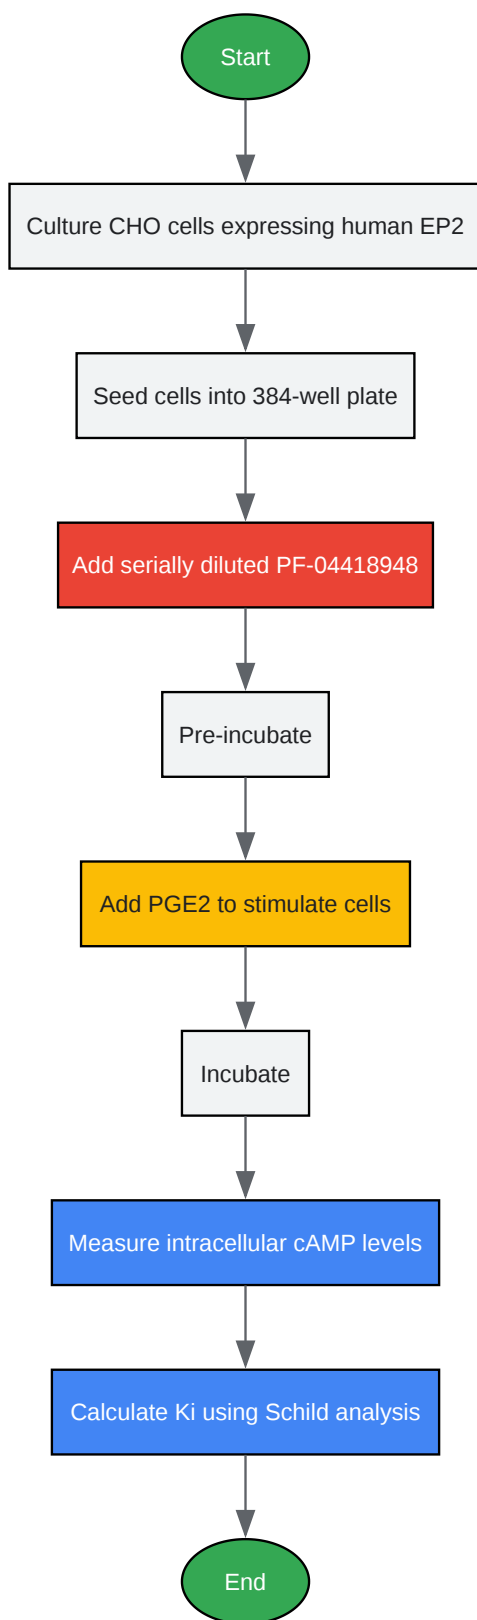 Start
Culture CHO cells expressing human EP2
Seed cells into 384-well plate
Add serially diluted PF-04418948
Pre-incubate
Add PGE2 to stimulate cells
Incubate
Measure intracellular cAMP levels
Calculate Ki using Schild analysis
End